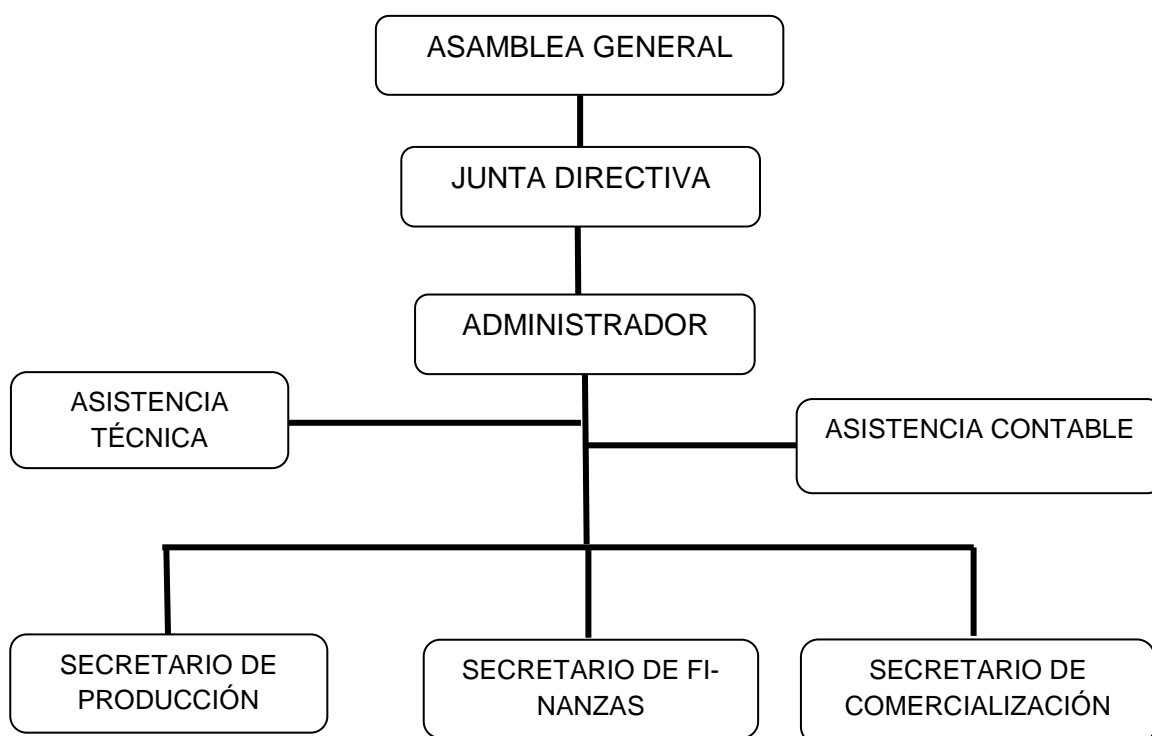 ASAMBLEA GENERAL
JUNTA DIRECTIVA
ADMINISTRADOR
ASISTENCIA
TÉCNICA
ASISTENCIA CONTABLE
SECRETARIO DE
PRODUCCIÓN
SECRETARIO DE FI-
NANZAS
SECRETARIO DE
COMERCIALIZACIÓN